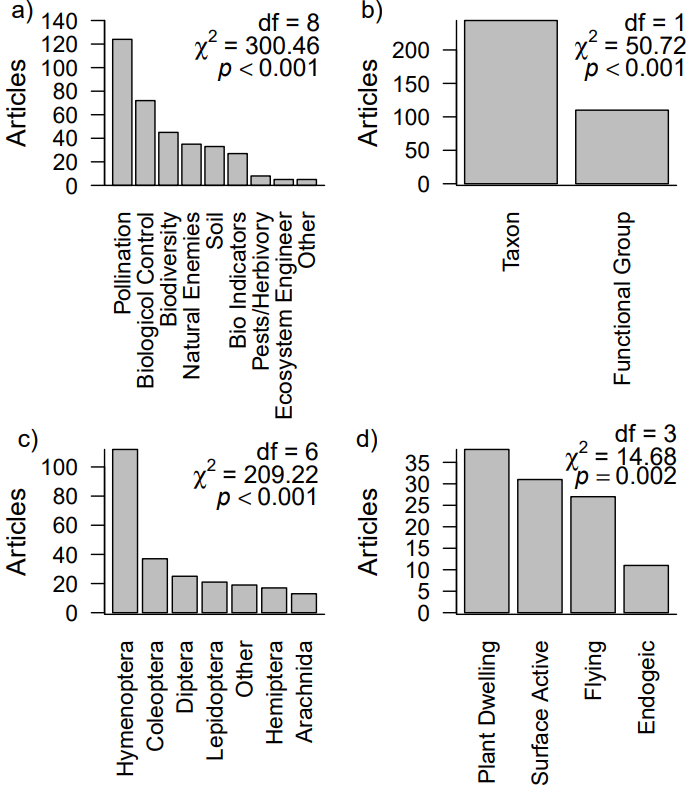 a)
df = 8
χ² = 300.46
p < 0.001
Articles
140
120
100
80
60
40
20
0
Pollination
Biologicol Control
Biodiversity
Natural Enemies
Soil
Bio Indicators
Pests/Herbivory
Ecosystem Engineer
Other
b)
df = 1
χ² = 50.72
p < 0.001
Articles
200
150
100
50
0
Taxon
Functional Group
c)
df = 6
χ² = 209.22
p < 0.001
Articles
100
80
60
40
20
0
Hymenoptera
Coleoptera
Diptera
Lepidoptera
Other
Hemiptera
Arachnida
d)
df = 3
χ² = 14.68
p = 0.002
Articles
35
30
25
20
15
10
5
0
Plant Dwelling
Surface Active
Flying
Endogeic